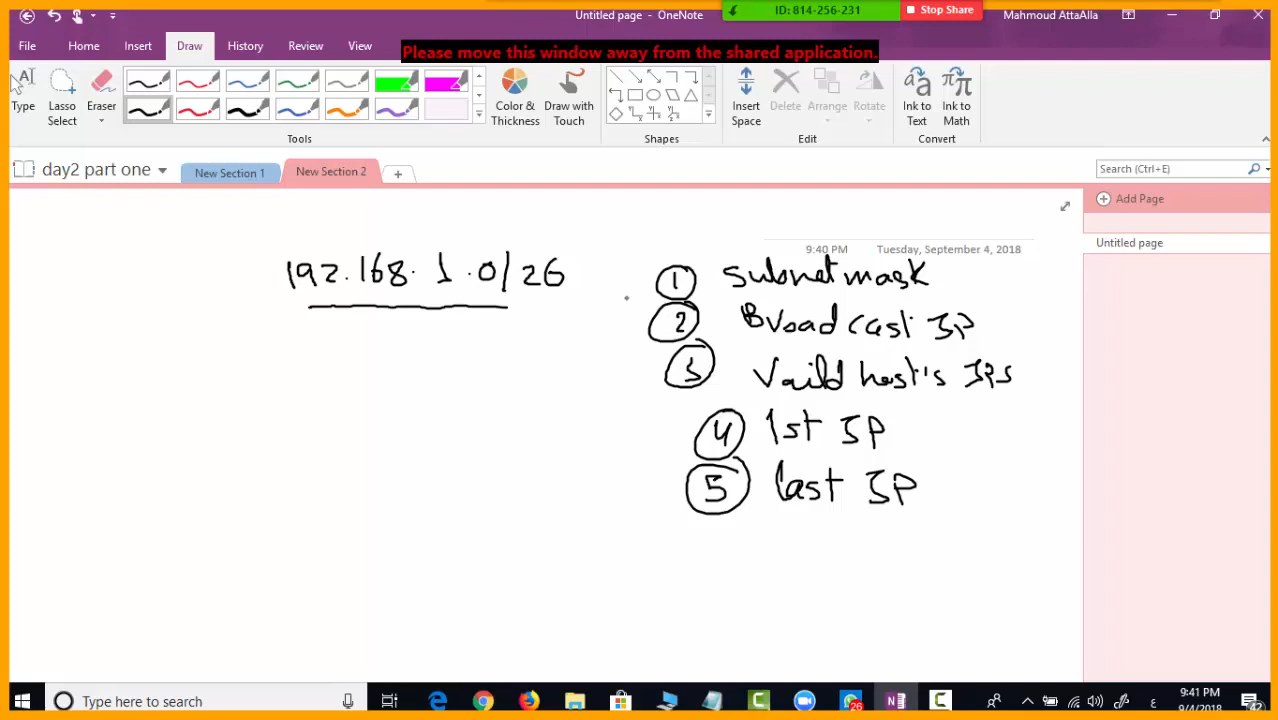 Untitled page - OneNote
ID: 814-256-231
Stop Share
Mahmoud AttaAlla
File Home Insert Draw History Review View
Please move this window away from the shared application.
Type
Lasso Select
Eraser
Color & Thickness
Draw with Touch
Insert Space
Delete
Arrange
Rotate
Ink to Text
Ink to Math
Tools
Shapes
Edit
Convert
day2 part one
New Section 1
New Section 2
Search (Ctrl+E)
Add Page
Untitled page
9:40 PM Tuesday, September 4, 2018
192.168.1.0/26
1 subnet mask
2 Broad cast IP
3 Vaild host's IPs
4 1st IP
5 last IP
Type here to search
26
ع
9:41 PM
9/4/2018
42